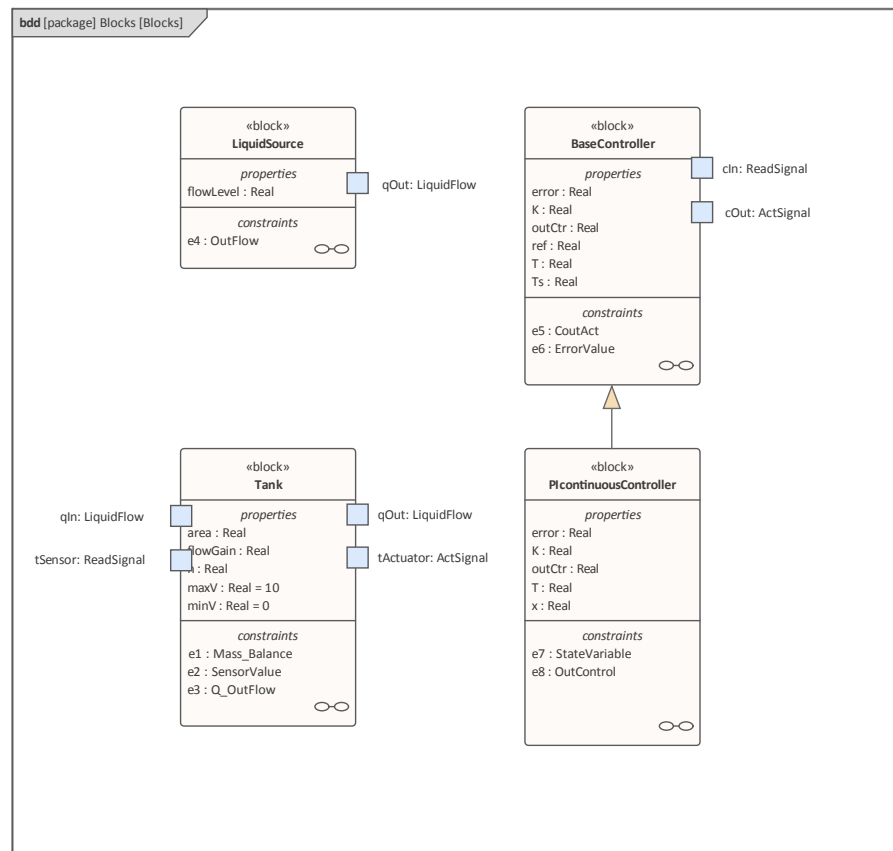 bdd [package] Blocks [Blocks]
«block»
LiquidSource
properties
flowLevel : Real
constraints
e4 : OutFlow
qOut: LiquidFlow
«block»
BaseController
properties
error : Real
K : Real
outCtr : Real
ref : Real
T : Real
Ts : Real
constraints
e5 : CoutAct
e6 : ErrorValue
cIn: ReadSignal
cOut: ActSignal
«block»
Tank
properties
area : Real
flowGain : Real
: Real
maxV : Real = 10
minV : Real = 0
constraints
e1 : Mass_Balance
e2 : SensorValue
e3 : Q_OutFlow
qIn: LiquidFlow
tSensor: ReadSignal
qOut: LiquidFlow
tActuator: ActSignal
«block»
PIcontinuousController
properties
error : Real
K : Real
outCtr : Real
T : Real
x : Real
constraints
e7 : StateVariable
e8 : OutControl